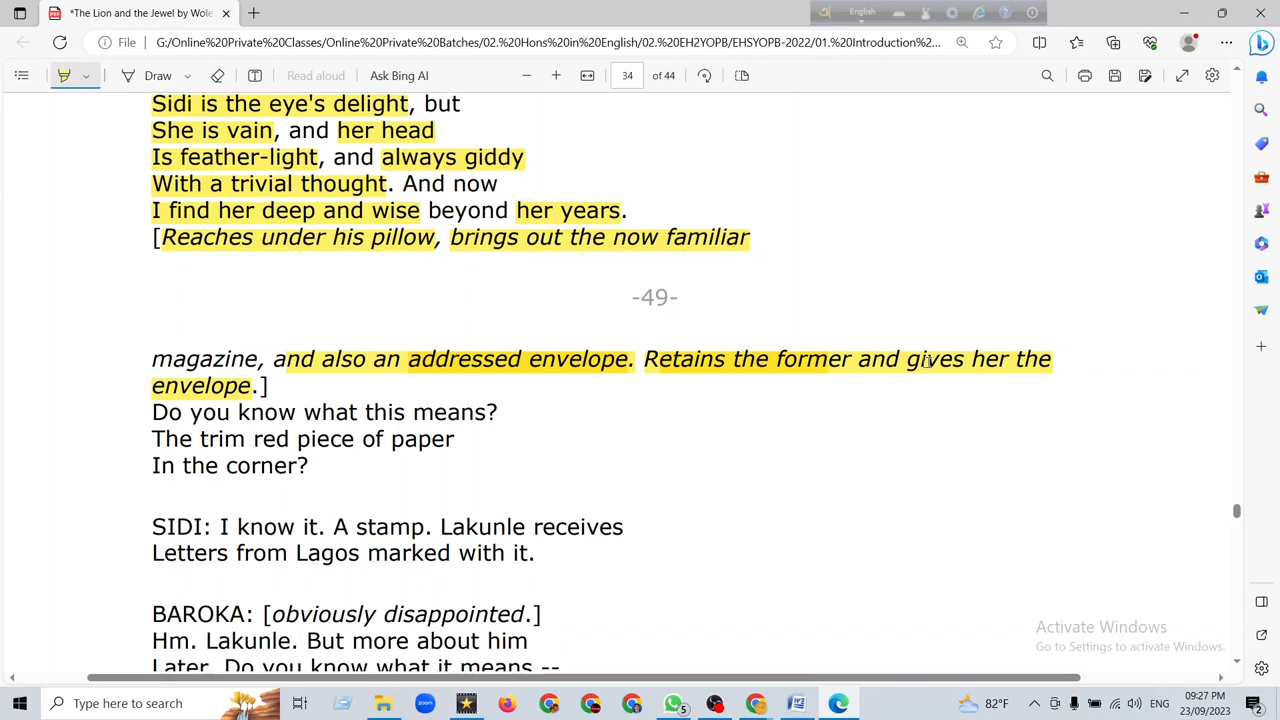 *The Lion and the Jewel by Wole
English
File
G:/Online%20Private%20Classes/Online%20Private%20Batches/02.%20Hons%20in%20English/02.%20EH2YOPB/EHSYOPB-2022/01.%20Introduction%20...
Draw
Read aloud
Ask Bing AI
34
of 44
Sidi is the eye's delight, but
She is vain, and her head
Is feather-light, and always giddy
With a trivial thought. And now
I find her deep and wise beyond her years.
[Reaches under his pillow, brings out the now familiar
-49-
magazine, and also an addressed envelope. Retains the former and gives her the
envelope.]
Do you know what this means?
The trim red piece of paper
In the corner?
SIDI: I know it. A stamp. Lakunle receives
Letters from Lagos marked with it.
BAROKA: [obviously disappointed.]
Hm. Lakunle. But more about him
Later. Do you know what it means --
Activate Windows
Go to Settings to activate Windows.
Type here to search
zoom
5
82°F
ENG
09:27 PM
23/09/2023
2